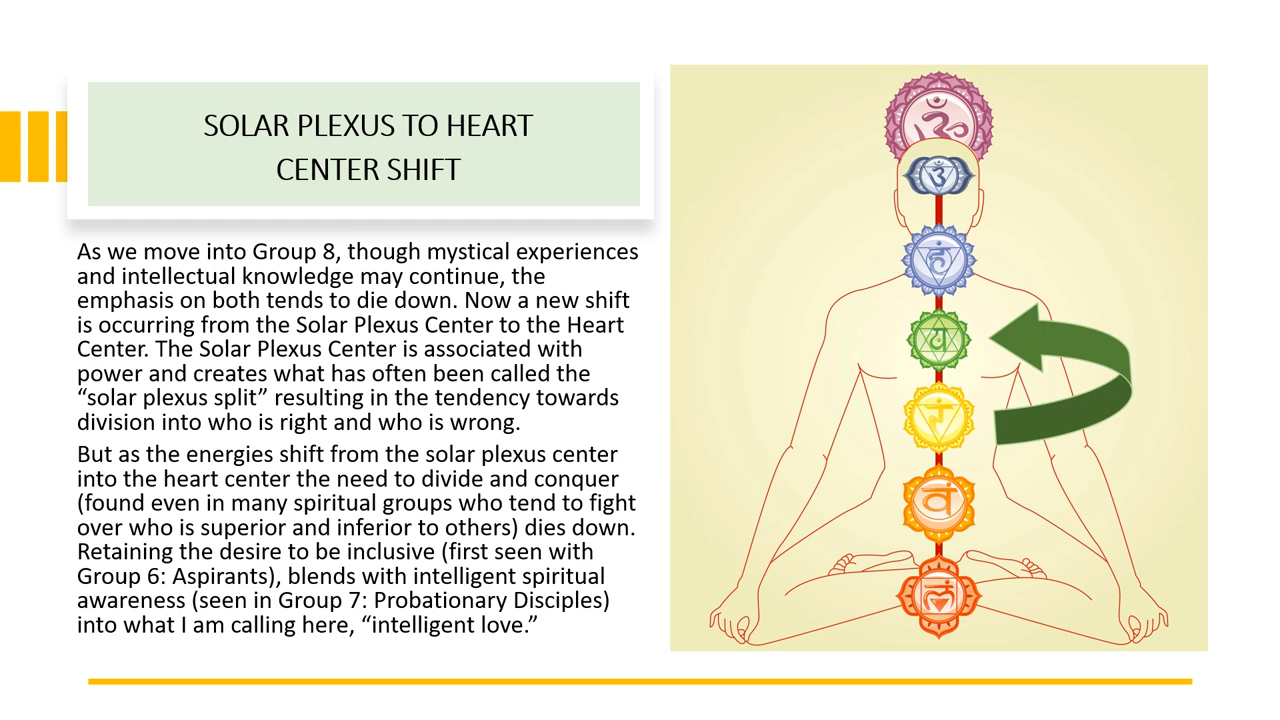 SOLAR PLEXUS TO HEART
CENTER SHIFT
As we move into Group 8, though mystical experiences
and intellectual knowledge may continue, the
emphasis on both tends to die down. Now a new shift
is occurring from the Solar Plexus Center to the Heart
Center. The Solar Plexus Center is associated with
power and creates what has often been called the
“solar plexus split” resulting in the tendency towards
division into who is right and who is wrong.
But as the energies shift from the solar plexus center
into the heart center the need to divide and conquer
(found even in many spiritual groups who tend to fight
over who is superior and inferior to others) dies down.
Retaining the desire to be inclusive (first seen with
Group 6: Aspirants), blends with intelligent spiritual
awareness (seen in Group 7: Probationary Disciples)
into what I am calling here, “intelligent love.”
ॐ
ॐ
हं
यं
रं
वं
लं